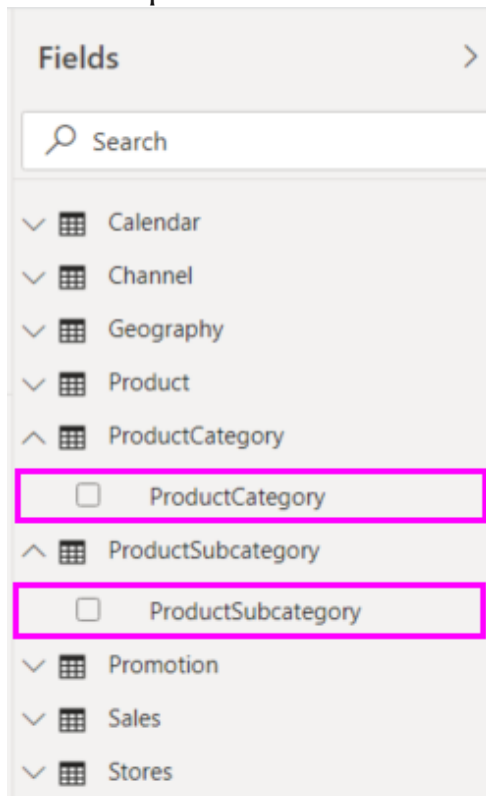 Fields
Search
Calendar
Channel
Geography
Product
ProductCategory
ProductCategory
ProductSubcategory
ProductSubcategory
Promotion
Sales
Stores